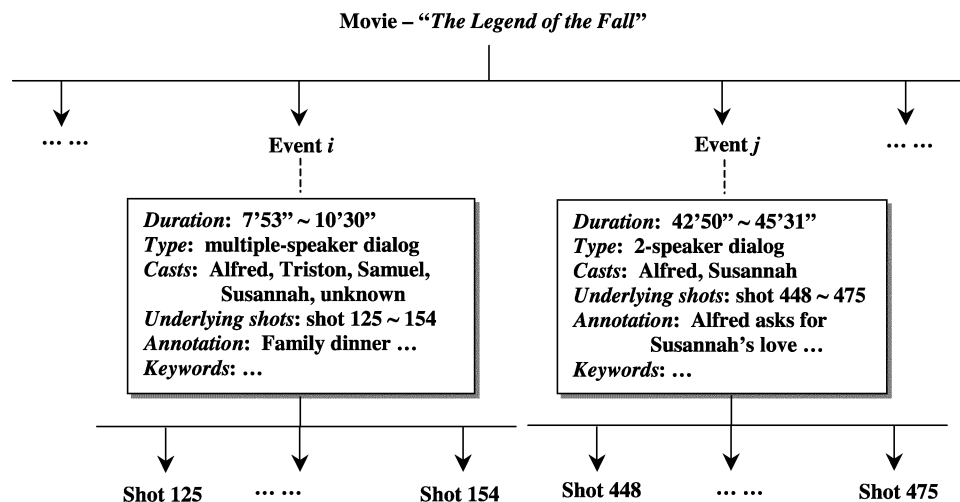 Movie – “The Legend of the Fall”
… …
Event i
Event j
… …
Duration: 7’53” ~ 10’30”
Type: multiple-speaker dialog
Casts: Alfred, Triston, Samuel,
Susannah, unknown
Underlying shots: shot 125 ~ 154
Annotation: Family dinner …
Keywords: …
Duration: 42’50” ~ 45’31”
Type: 2-speaker dialog
Casts: Alfred, Susannah
Underlying shots: shot 448 ~ 475
Annotation: Alfred asks for
Susannah’s love …
Keywords: …
Shot 125
… …
Shot 154
Shot 448
… …
Shot 475